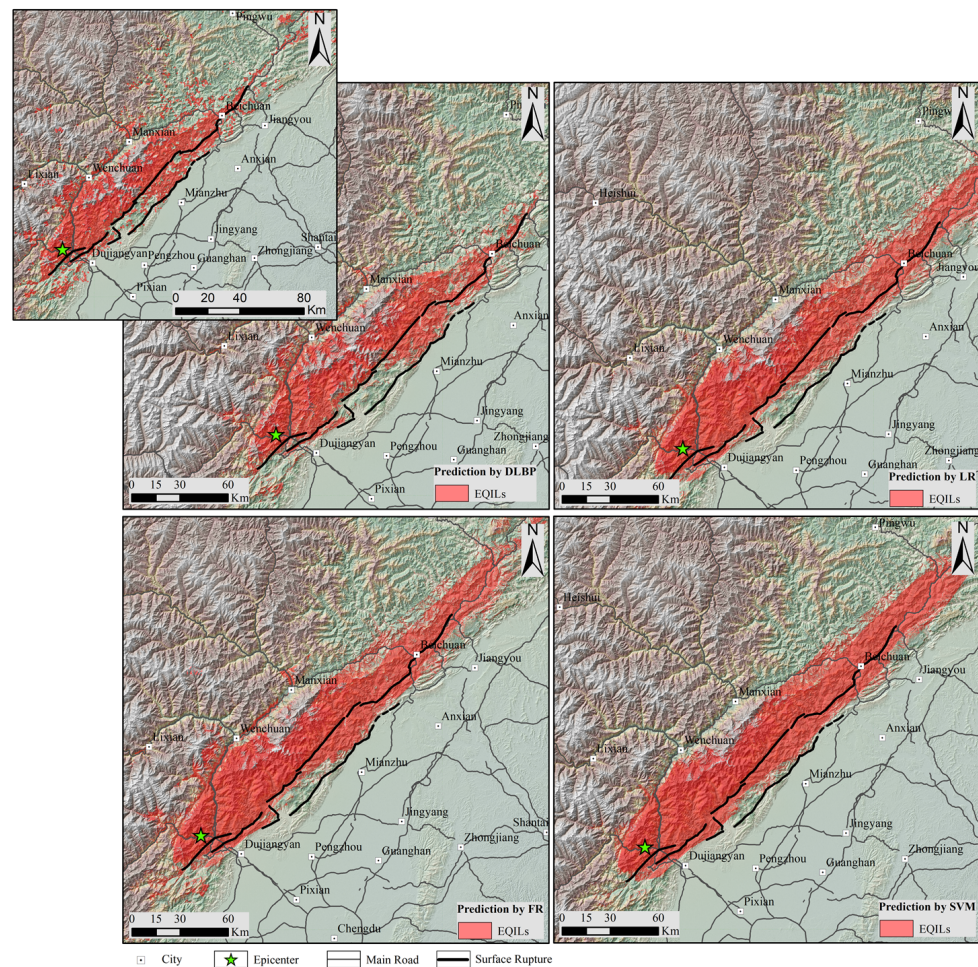 Pingwu
N
Beichuan
Jiangyou
Manxian
Anxian
Lixian
Wenchuan
Mianzhu
Jingyang
Shantai
Dujiangyan
Pengzhou
Guanghan
Zhongjiang
Pixian
0 20 40 80
Km
N
Pin
Beichuan
Manxian
Anxian
Wenchuan
Lixian
Mianzhu
Jingyang
Dujiangyan
Pengzhou
Zhongjiang
Guanghan
Prediction by DLBP
EQILs
Pixian
0 15 30 60
Km
N
Pingwu
Heishui
Beichuan
Jiangyou
Manxian
Anxian
Wenchuan
Lixian
Mianzhu
Jingyang
Zhongjiang
Dujiangyan
Pengzhou
Guanghan
Prediction by LR
EQILs
0 15 30 60
Km
N
Beichuan
Jiangyou
Manxian
Anxian
Wenchuan
Lixian
Mianzhu
Jingyang
Shantai
Zhongjiang
Dujiangyan
Pengzhou
Guanghan
Pixian
Prediction by FR
EQILs
Chengdu
0 15 30 60
Km
Pingwu
N
Heishui
Beichuan
Jiangyou
Manxian
Anxian
Wenchuan
Lixian
Mianzhu
Jingyang
Zhongjiang
Dujiangyan
Pengzhou
Guanghan
Pixian
Prediction by SVM
EQILs
0 15 30 60
Km
City Epicenter Main Road Surface Rupture